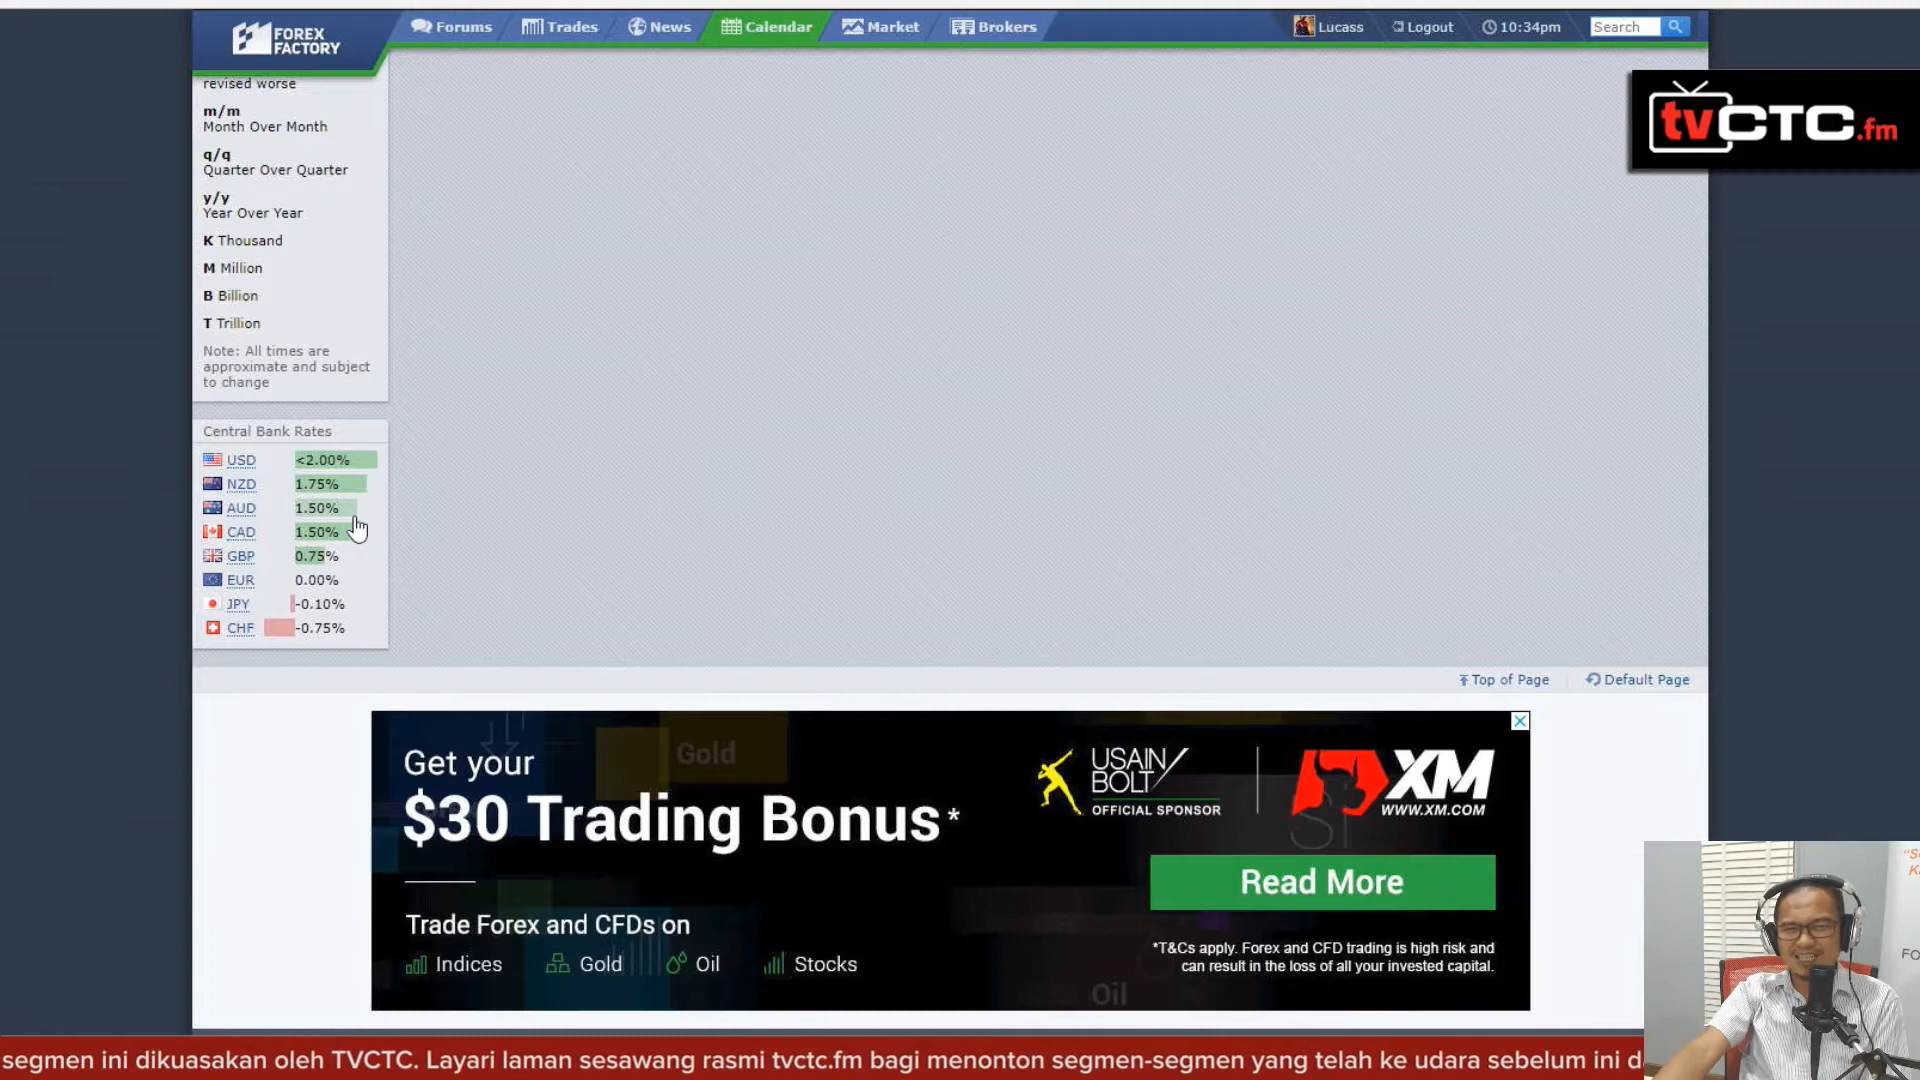 FOREX
FACTORY
Forums
Trades
News
Calendar
Market
Brokers
Lucass
Logout
10:34pm
Search
tvCTC.fm
revised worse
m/m
Month Over Month
q/q
Quarter Over Quarter
y/y
Year Over Year
K Thousand
M Million
B Billion
T Trillion
Note: All times are
approximate and subject
to change
Central Bank Rates
USD <2.00%
NZD 1.75%
AUD 1.50%
CAD 1.50%
GBP 0.75%
EUR 0.00%
JPY -0.10%
CHF -0.75%
Top of Page
Default Page
Get your
$30 Trading Bonus*
Gold
Trade Forex and CFDs on
Indices
Gold
Oil
Stocks
USAIN
BOLT
OFFICIAL SPONSOR
XM
WWW.XM.COM
Read More
*T&Cs apply. Forex and CFD trading is high risk and
can result in the loss of all your invested capital.
Oil
segmen ini dikuasakan oleh TVCTC. Layari laman sesawang rasmi tvctc.fm bagi menonton segmen-segmen yang telah ke udara sebelum ini